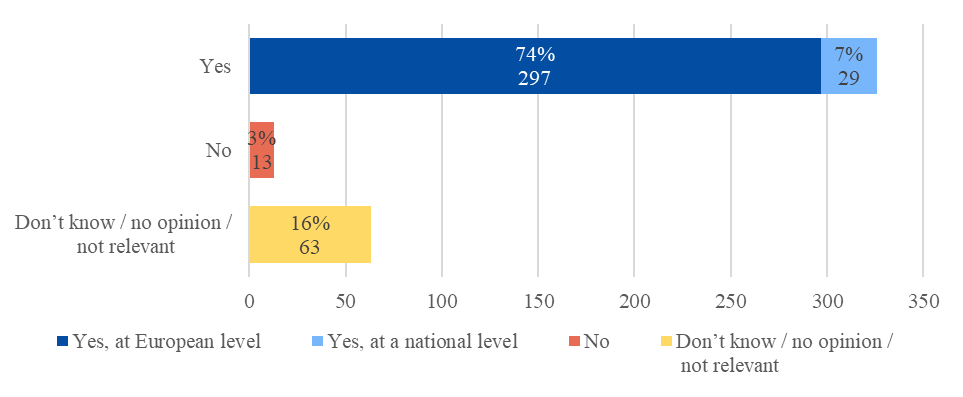 74%
297
7%
29
Yes
3%
13
No
16%
63
Don’t know / no opinion /
not relevant
0 50 100 150 200 250 300 350
Yes, at European level Yes, at a national level No Don’t know / no opinion /
not relevant